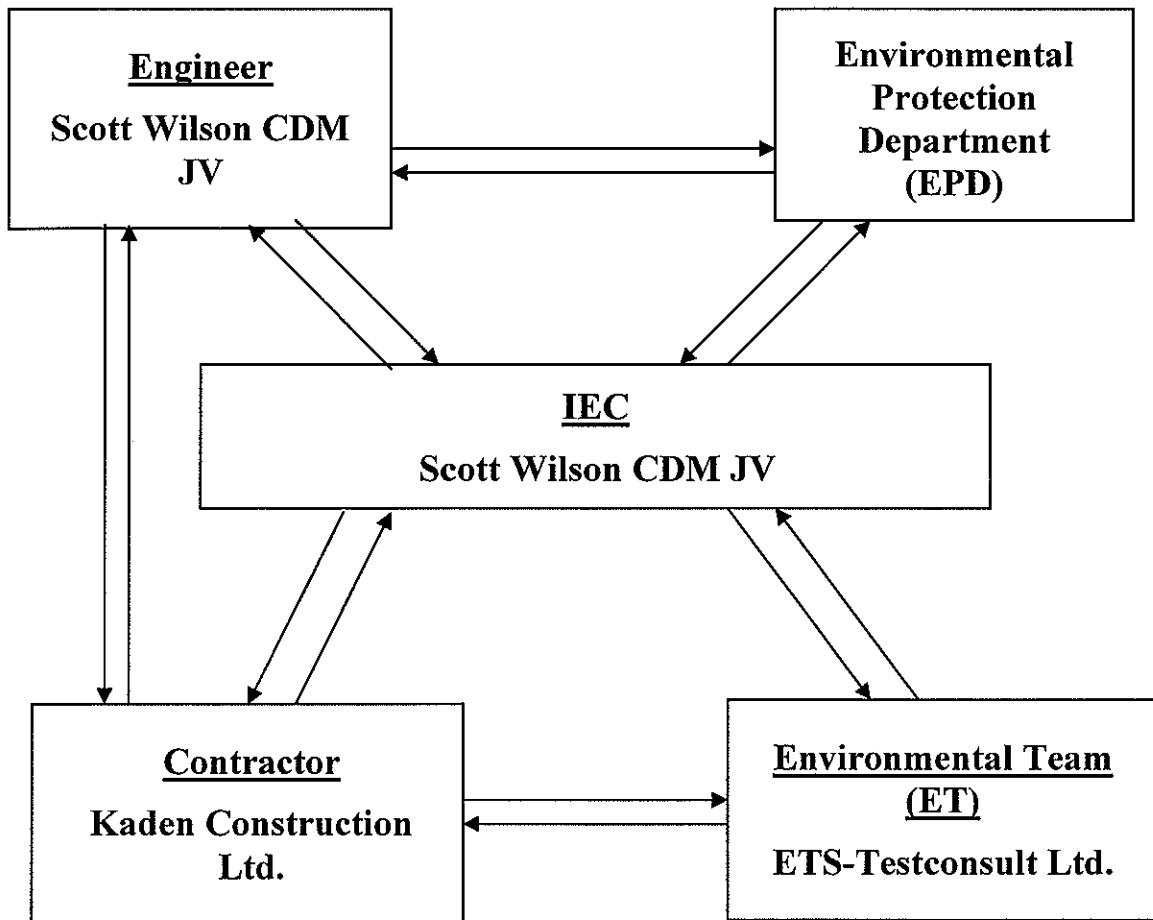 Engineer
Scott Wilson CDM
JV
Environmental
Protection
Department
(EPD)
IEC
Scott Wilson CDM JV
Contractor
Kaden Construction
Ltd.
Environmental Team
(ET)
ETS-Testconsult Ltd.